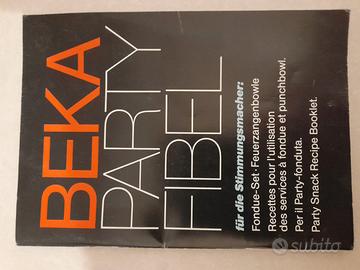 BEKA
PARTY
FIBEL
für die Stimmungsmacher:
Fondue-Set · Feuerzangenbowle
Recettes pour l'utilisation
des services à fondue et punchbowl.
Per il Party-fonduta.
Party Snack Recipe Booklet.
subito